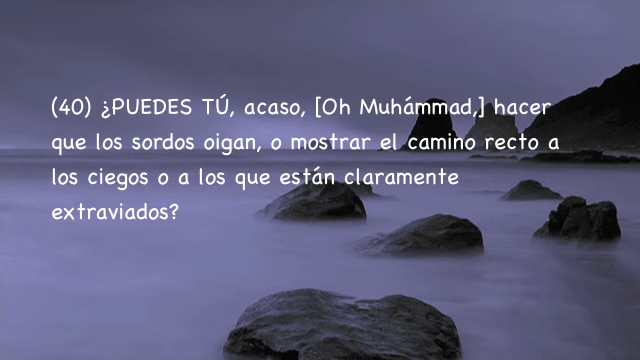 (40) ¿PUEDES TÚ, acaso, [Oh Muhámmad,] hacer
que los sordos oigan, o mostrar el camino recto a
los ciegos o a los que están claramente
extraviados?